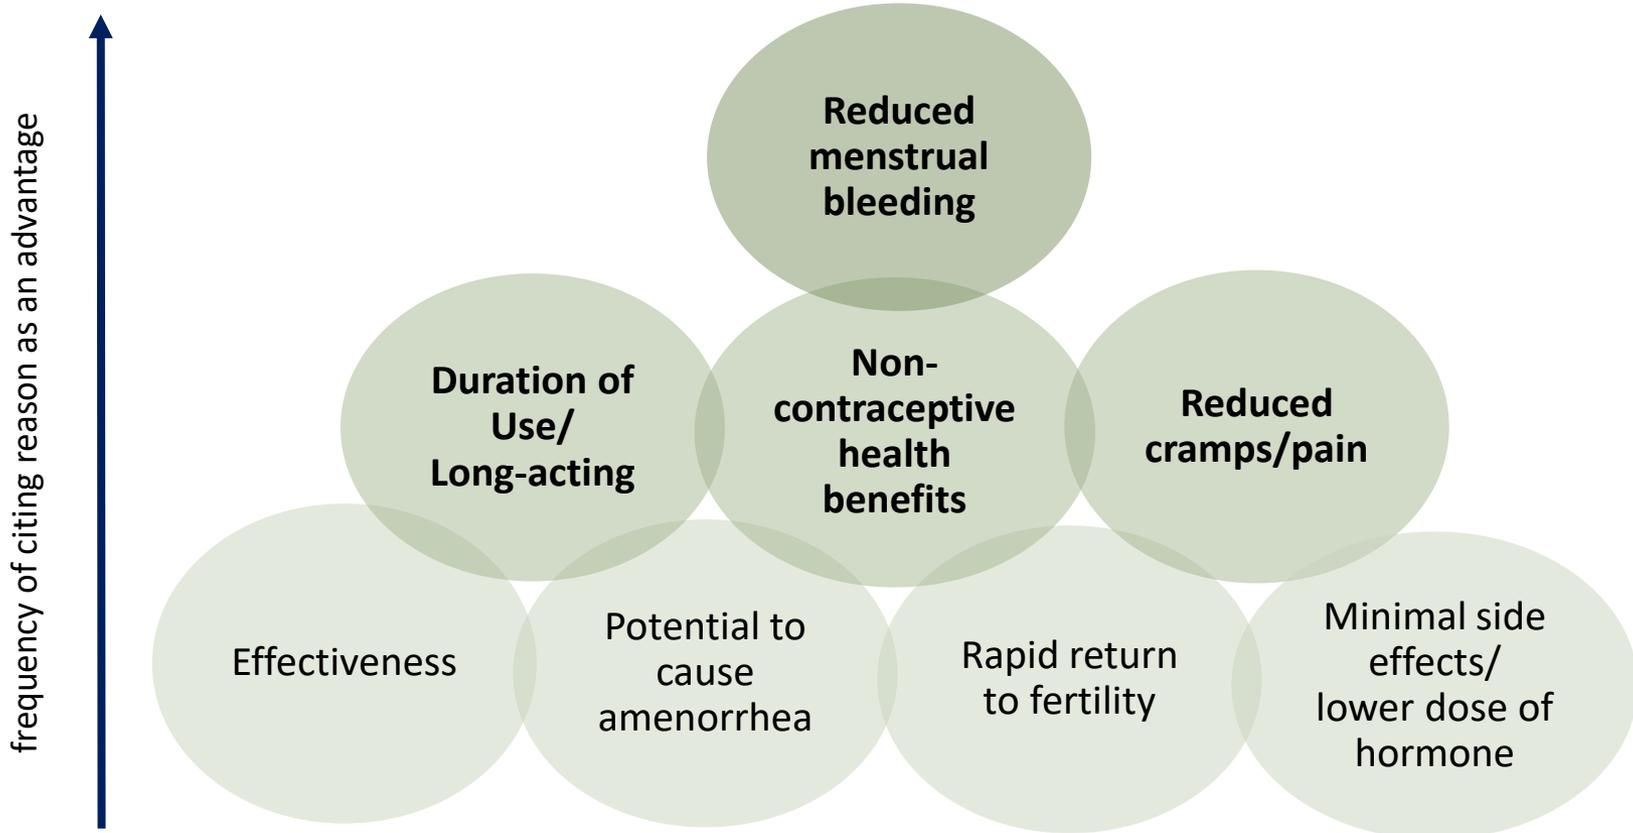 frequency of citing reason as an advantage
Reduced
menstrual
bleeding
Duration of
Use/
Long-acting
Non-
contraceptive
health
benefits
Reduced
cramps/pain
Effectiveness
Potential to
cause
amenorrhea
Rapid return
to fertility
Minimal side
effects/
lower dose of
hormone